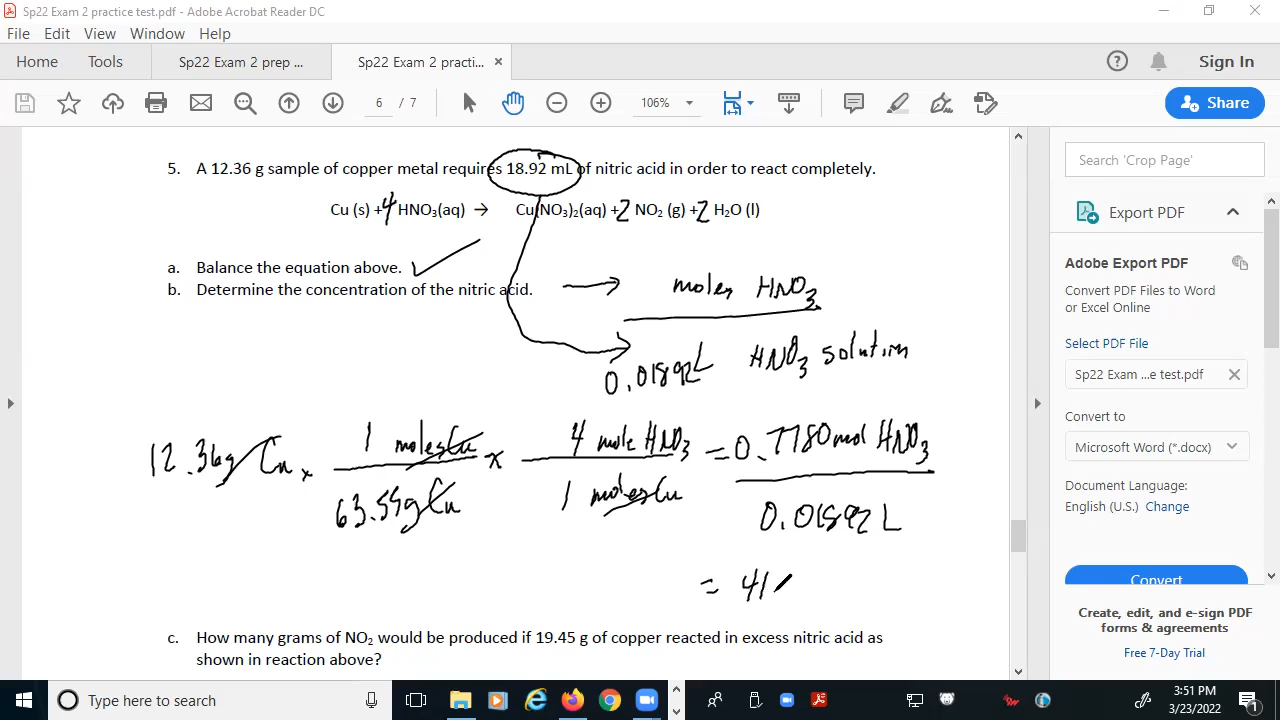 Sp22 Exam 2 practice test.pdf - Adobe Acrobat Reader DC
File Edit View Window Help
Home Tools Sp22 Exam 2 prep ... Sp22 Exam 2 practi... × Sign In
6 / 7 106% Share
5. A 12.36 g sample of copper metal requires 18.92 mL of nitric acid in order to react completely.
Cu (s) + 4 HNO₃(aq) → Cu(NO₃)₂(aq) + 2 NO₂ (g) + 2 H₂O (l)
a. Balance the equation above. ✓
b. Determine the concentration of the nitric acid. → moles HNO₃
0.01892L HNO₃ solution
12.36g Cu x 1 moles Cu x 4 mole HNO₃ = 0.7780 mol HNO₃
63.55g Cu 1 moles Cu 0.01892 L
= 41
c. How many grams of NO₂ would be produced if 19.45 g of copper reacted in excess nitric acid as
shown in reaction above?
Search 'Crop Page'
Export PDF
Adobe Export PDF
Convert PDF Files to Word
or Excel Online
Select PDF File
Sp22 Exam ...e test.pdf
Convert to
Microsoft Word (*.docx)
Document Language:
English (U.S.) Change
Convert
Create, edit, and e-sign PDF
forms & agreements
Free 7-Day Trial
Type here to search
3:51 PM
3/23/2022
1